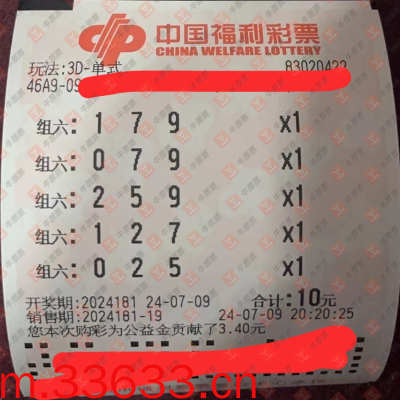 中国福利彩票
CHINA WELFARE LOTTERY
玩法:3D-单式 83020422
46A9-09
组六: 1 7 9 x1
组六: 0 7 9 x1
组六: 2 5 9 x1
组六: 1 2 7 x1
组六: 0 2 5 x1
开奖期:2024181 24-07-09 合计:10元
销售期:2024181-19 24-07-09 20:20:25
您本次购彩为公益金贡献了3.40元
m.33633.cn